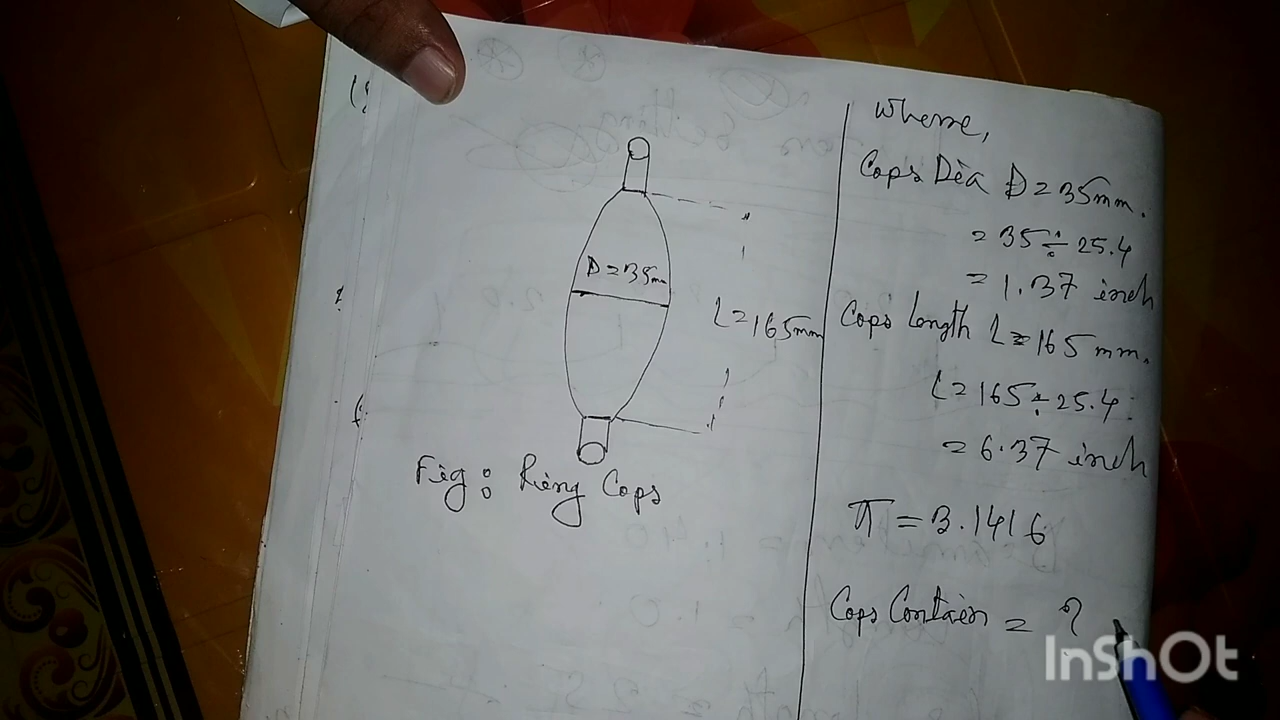 D=35mm
L=165mm
Fig: Ring Cops
Where,
Cops Dia D=35mm.
= 35÷25.4
= 1.37 inch
Cops Length L=165 mm.
L=165÷25.4
= 6.37 inch
π=3.1416
Cops Contain = ?
InShOt